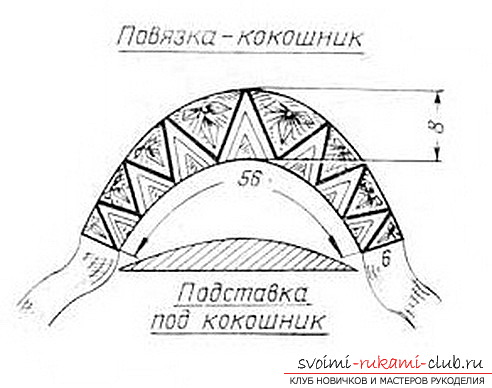 Повязка-кокошник
8
56
6
Подставка
под кокошник
svoimi-rukami-club.ru
КЛУБ НОВИЧКОВ И МАСТЕРОВ РУКОДЕЛИЯ